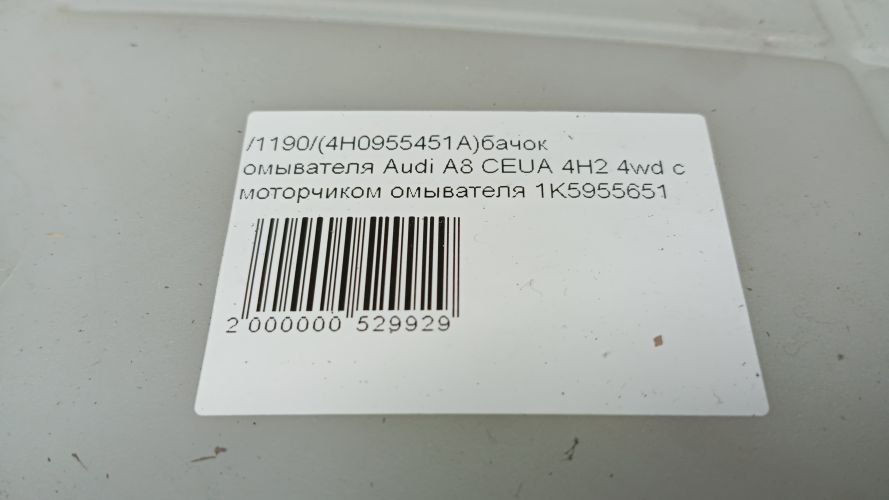 /1190/(4H0955451A)бачок
омывателя Audi A8 CEUA 4H2 4wd с
моторчиком омывателя 1K5955651
2 000000 529929